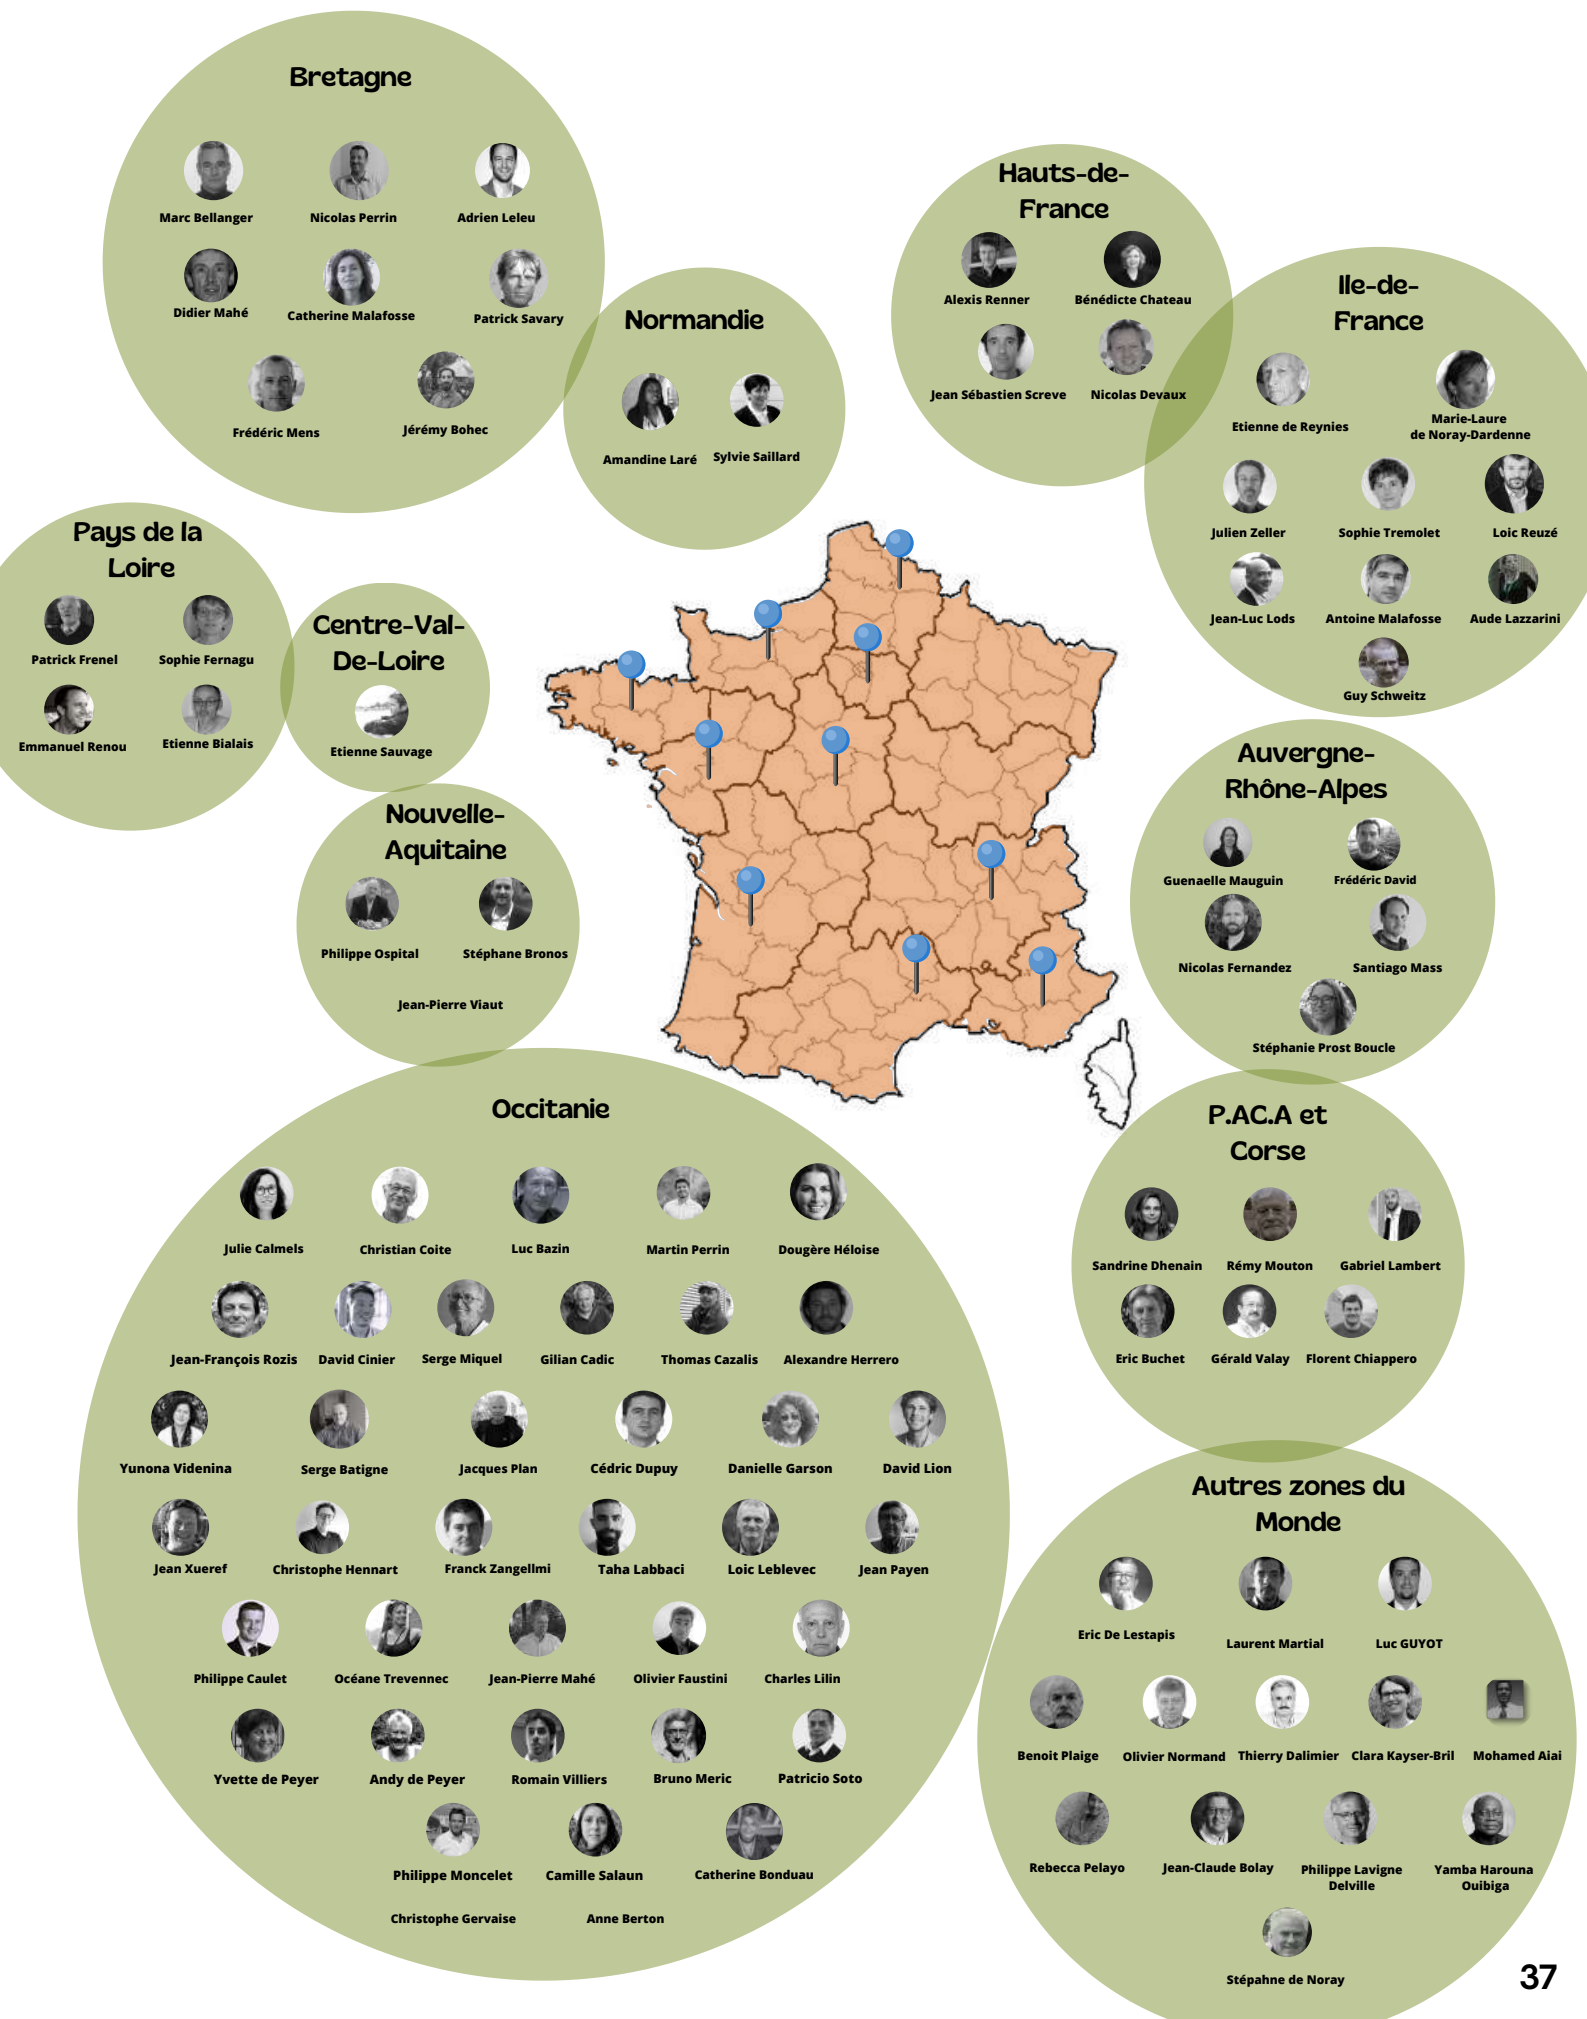 Bretagne
Marc Bellanger
Nicolas Perrin
Adrien Leleu
Didier Mahé
Catherine Malafosse
Patrick Savary
Frédéric Mens
Jérémy Bohec
Normandie
Amandine Laré
Sylvie Saillard
Hauts-de-
France
Alexis Renner
Bénédicte Chateau
Jean Sébastien Screve
Nicolas Devaux
Ile-de-
France
Etienne de Reynies
Marie-Laure
de Noray-Dardenne
Julien Zeller
Sophie Tremolet
Loic Reuzé
Jean-Luc Lods
Antoine Malafosse
Aude Lazzarini
Guy Schweitz
Pays de la
Loire
Patrick Frenel
Sophie Fernagu
Emmanuel Renou
Etienne Bialais
Centre-Val-
De-Loire
Etienne Sauvage
Nouvelle-
Aquitaine
Philippe Ospital
Stéphane Bronos
Jean-Pierre Viaut
Auvergne-
Rhône-Alpes
Guenaelle Mauguin
Frédéric David
Nicolas Fernandez
Santiago Mass
Stéphanie Prost Boucle
P.AC.A et
Corse
Sandrine Dhenain
Rémy Mouton
Gabriel Lambert
Eric Buchet
Gérald Valay
Florent Chiappero
Occitanie
Julie Calmels
Christian Coite
Luc Bazin
Martin Perrin
Dougère Héloise
Jean-François Rozis
David Cinier
Serge Miquel
Gilian Cadic
Thomas Cazalis
Alexandre Herrero
Yunona Videnina
Serge Batigne
Jacques Plan
Cédric Dupuy
Danielle Garson
David Lion
Jean Xueref
Christophe Hennart
Franck Zangellmi
Taha Labbaci
Loic Leblevec
Jean Payen
Philippe Caulet
Océane Trevennec
Jean-Pierre Mahé
Olivier Faustini
Charles Lilin
Yvette de Peyer
Andy de Peyer
Romain Villiers
Bruno Meric
Patricio Soto
Philippe Moncelet
Camille Salaun
Catherine Bonduau
Christophe Gervaise
Anne Berton
Autres zones du
Monde
Eric De Lestapis
Laurent Martial
Luc GUYOT
Benoit Plaige
Olivier Normand
Thierry Dalimier
Clara Kayser-Bril
Mohamed Aiai
Rebecca Pelayo
Jean-Claude Bolay
Philippe Lavigne
Delville
Yamba Harouna
Ouibiga
Stépahne de Noray
37